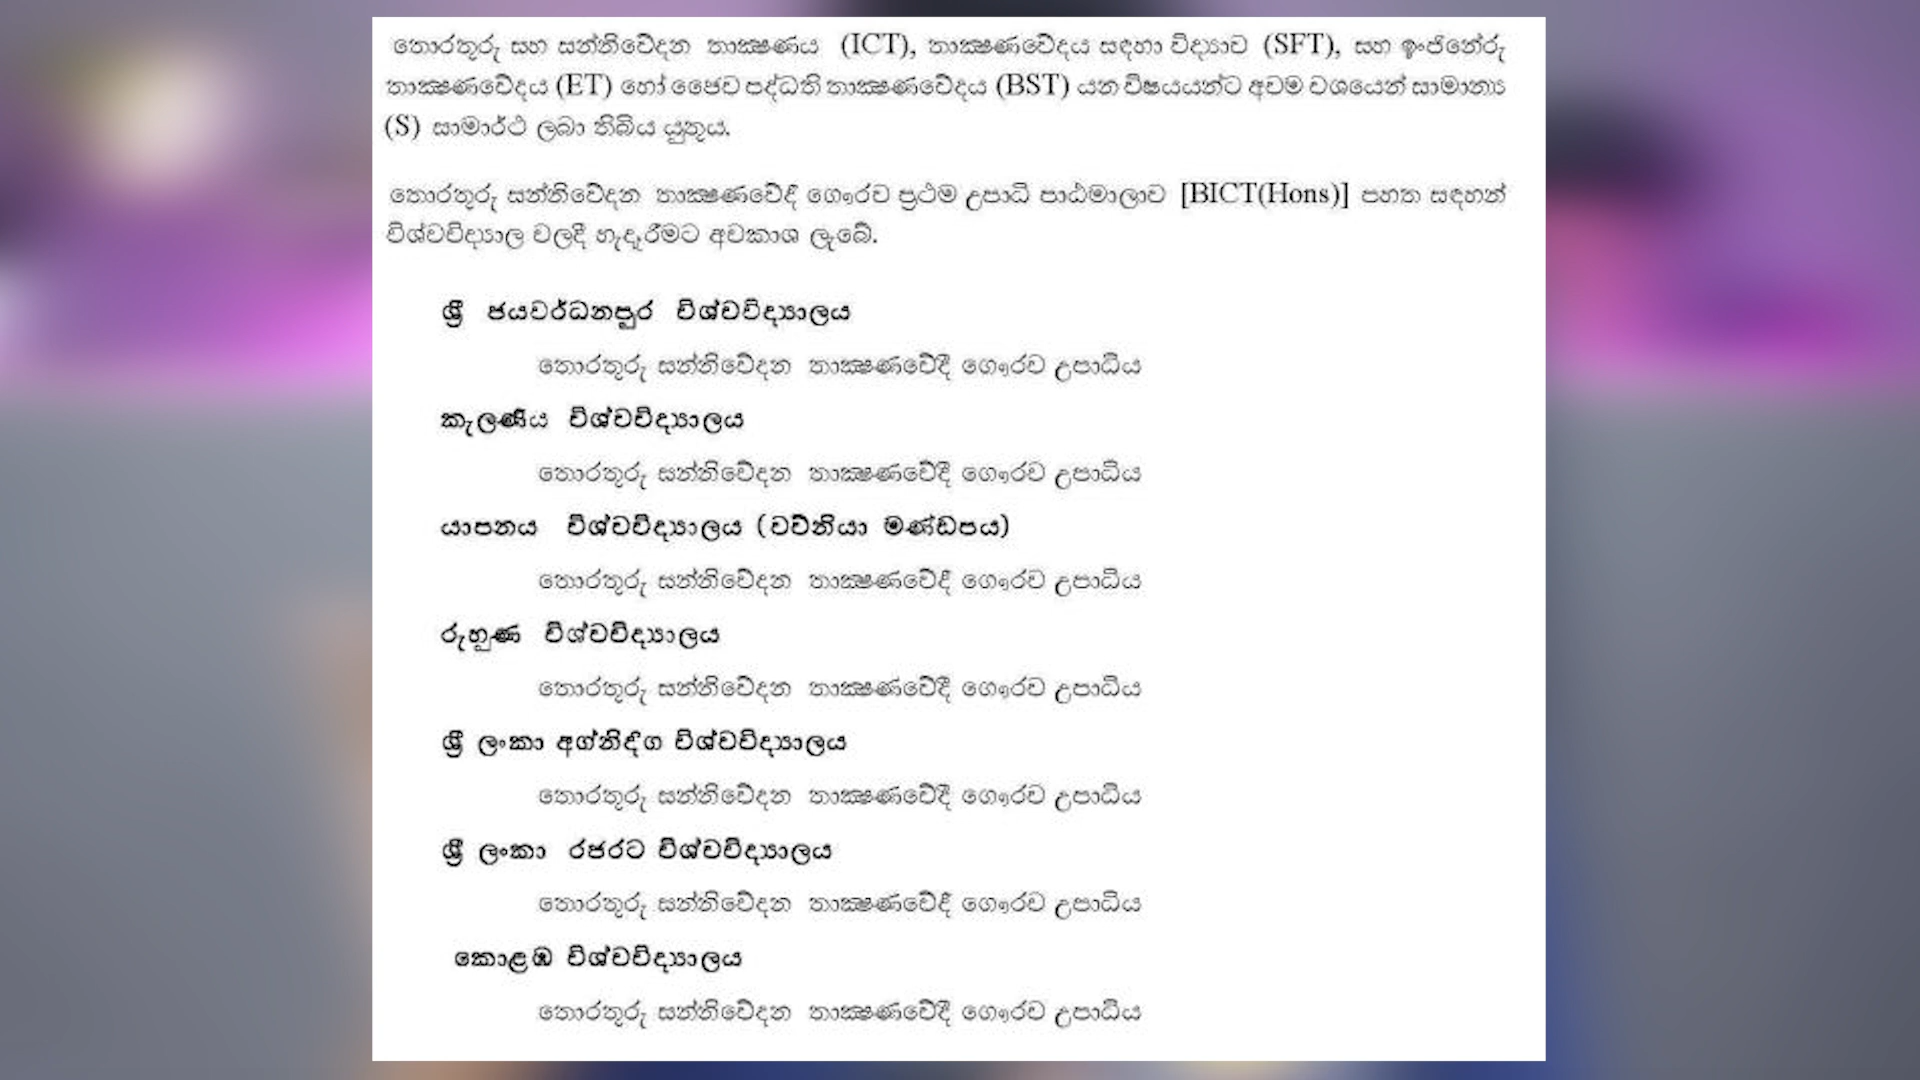 තොරතුරු සහ සන්නිවේදන තාක්ෂණය (ICT), තාක්ෂණවේදය සඳහා විද්‍යාව (SFT), සහ ඉංජිනේරු
තාක්ෂණවේදය (ET) හෝ ජෛව පද්ධති තාක්ෂණවේදය (BST) යන විෂයයන්ට අවම වශයෙන් සාමාන්‍ය
(S) සාමාර්ථ ලබා තිබිය යුතුය.
තොරතුරු සන්නිවේදන තාක්ෂණවේදී ගෞරව ප්‍රථම උපාධි පාඨමාලාව [BICT(Hons)] පහත සඳහන්
විශ්වවිද්‍යාල වලදී හැදෑරීමට අවකාශ ලැබේ.
ශ්‍රී ජයවර්ධනපුර විශ්වවිද්‍යාලය
තොරතුරු සන්නිවේදන තාක්ෂණවේදී ගෞරව උපාධිය
කැලණිය විශ්වවිද්‍යාලය
තොරතුරු සන්නිවේදන තාක්ෂණවේදී ගෞරව උපාධිය
යාපනය විශ්වවිද්‍යාලය (වව්නියා මණ්ඩපය)
තොරතුරු සන්නිවේදන තාක්ෂණවේදී ගෞරව උපාධිය
රුහුණ විශ්වවිද්‍යාලය
තොරතුරු සන්නිවේදන තාක්ෂණවේදී ගෞරව උපාධිය
ශ්‍රී ලංකා අග්නිදිග විශ්වවිද්‍යාලය
තොරතුරු සන්නිවේදන තාක්ෂණවේදී ගෞරව උපාධිය
ශ්‍රී ලංකා රජරට විශ්වවිද්‍යාලය
තොරතුරු සන්නිවේදන තාක්ෂණවේදී ගෞරව උපාධිය
කොළඹ විශ්වවිද්‍යාලය
තොරතුරු සන්නිවේදන තාක්ෂණවේදී ගෞරව උපාධිය